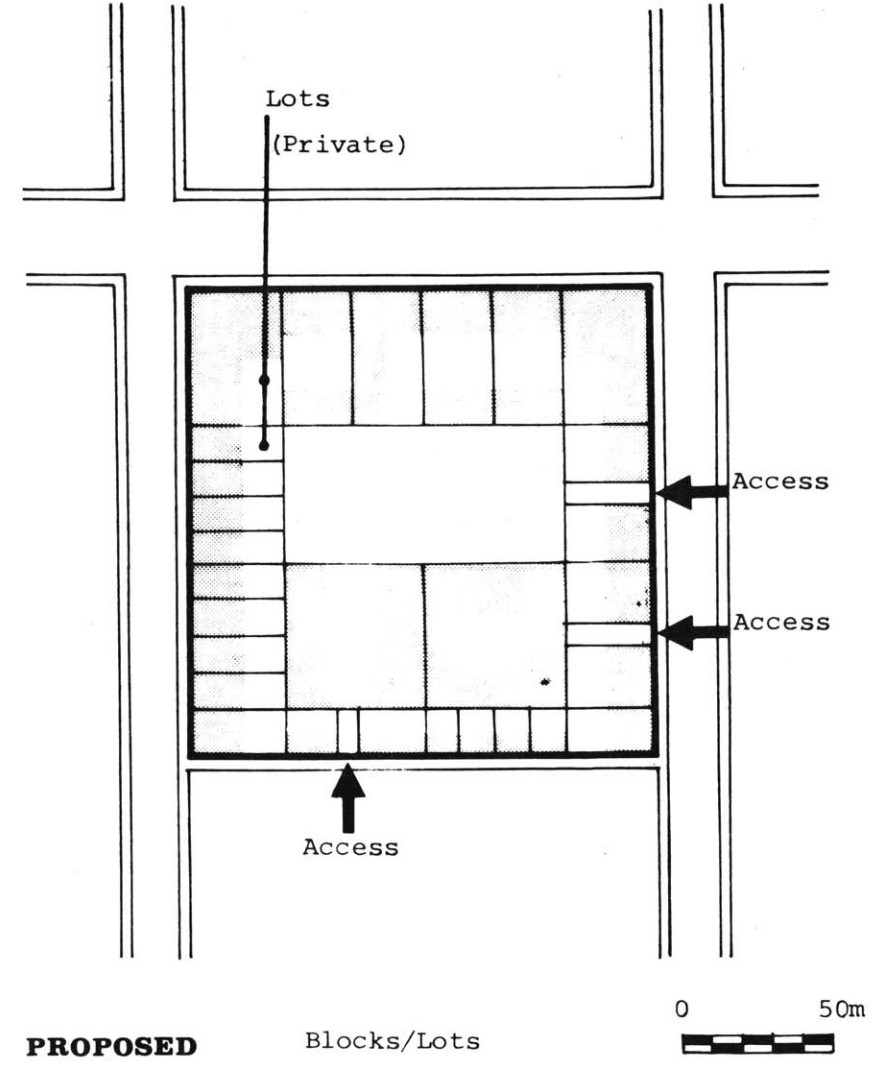 Lots
(Private)
Access
Access
Access
0 50m
PROPOSED Blocks/Lots